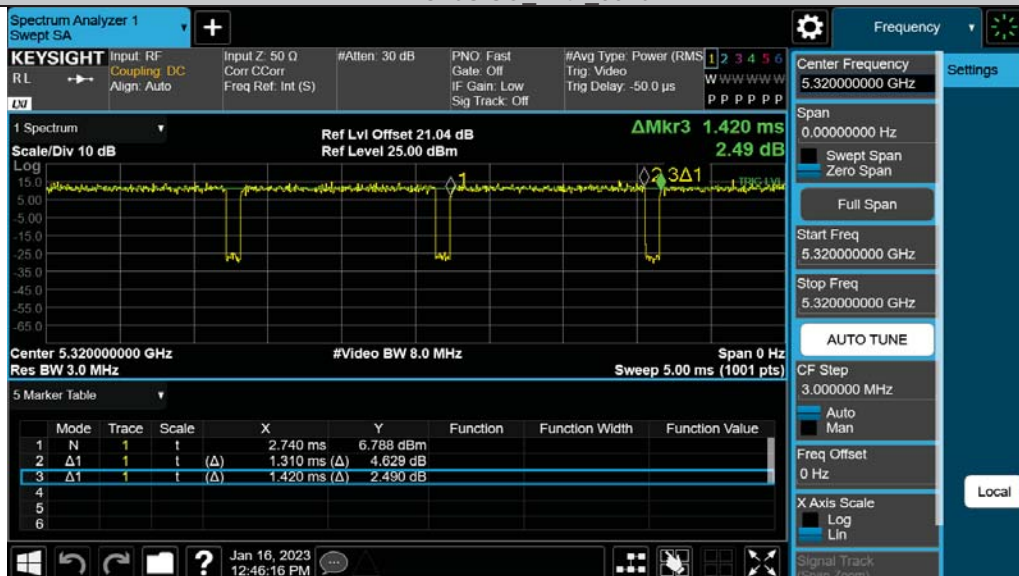 Spectrum Analyzer 1
Swept SA
+
Frequency
KEYSIGHT
RL
LXI
Input: RF
Coupling: DC
Align: Auto
Input Z: 50 Ω
Corr CCorr
Freq Ref: Int (S)
#Atten: 30 dB
PNO: Fast
Gate: Off
IF Gain: Low
Sig Track: Off
#Avg Type: Power (RMS
Trig: Video
Trig Delay: -50.0 µs
1 2 3 4 5 6
W W W W W W
P P P P P P
1 Spectrum
Scale/Div 10 dB
Ref Lvl Offset 21.04 dB
Ref Level 25.00 dBm
ΔMkr3 1.420 ms
2.49 dB
Log
15.0
5.00
-5.00
-15.0
-25.0
-35.0
-45.0
-55.0
-65.0
1
2 3Δ1
TRIG LVL
Center 5.320000000 GHz
#Video BW 8.0 MHz
Span 0 Hz
Res BW 3.0 MHz
Sweep 5.00 ms (1001 pts)
5 Marker Table
Mode Trace Scale X Y Function Function Width Function Value
1 N 1 t 2.740 ms 6.788 dBm
2 Δ1 1 t (Δ) 1.310 ms (Δ) 4.629 dB
3 Δ1 1 t (Δ) 1.420 ms (Δ) 2.490 dB
4
5
6
?
Jan 16, 2023
12:46:16 PM
Center Frequency
5.320000000 GHz
Span
0.00000000 Hz
Swept Span
Zero Span
Full Span
Start Freq
5.320000000 GHz
Stop Freq
5.320000000 GHz
AUTO TUNE
CF Step
3.000000 MHz
Auto
Man
Freq Offset
0 Hz
X Axis Scale
Log
Lin
Signal Track
(Span Zoom)
Settings
Local